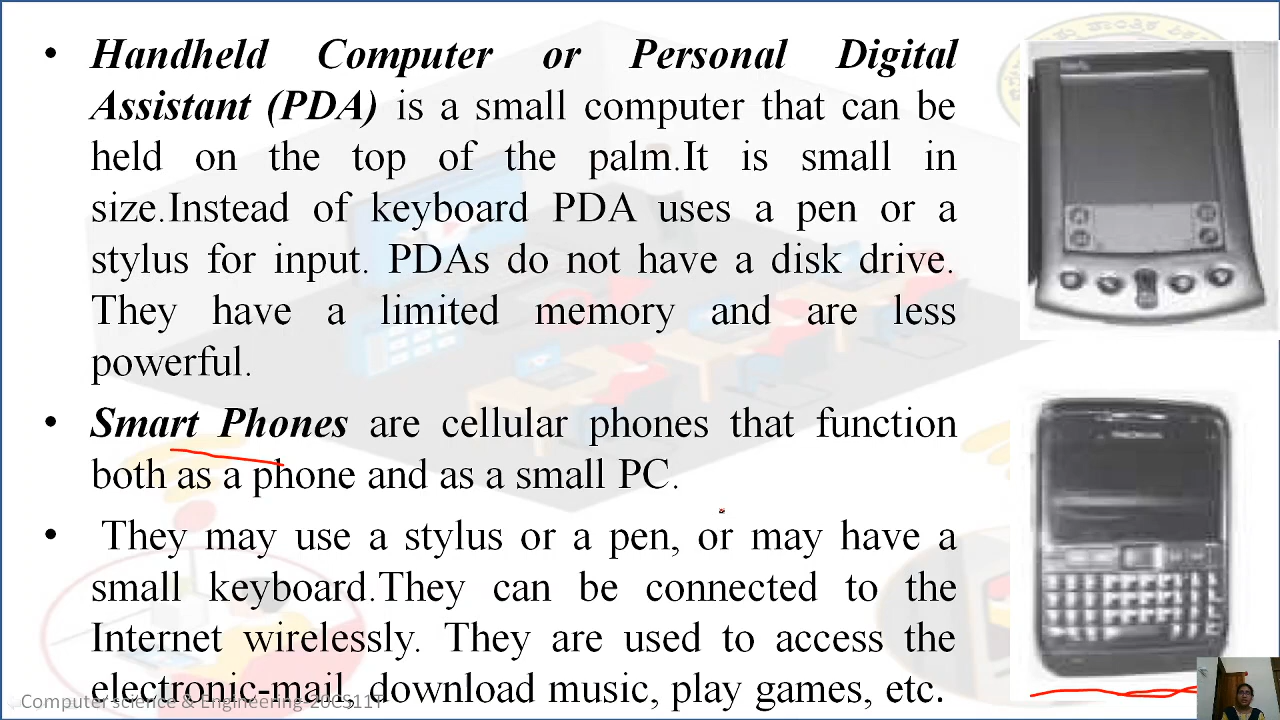 • Handheld Computer or Personal Digital
Assistant (PDA) is a small computer that can be
held on the top of the palm.It is small in
size.Instead of keyboard PDA uses a pen or a
stylus for input. PDAs do not have a disk drive.
They have a limited memory and are less
powerful.
• Smart Phones are cellular phones that function
both as a phone and as a small PC.
• They may use a stylus or a pen, or may have a
small keyboard.They can be connected to the
Internet wirelessly. They are used to access the
electronic-mail, download music, play games, etc.
Computer science & Engineering-20CS11T